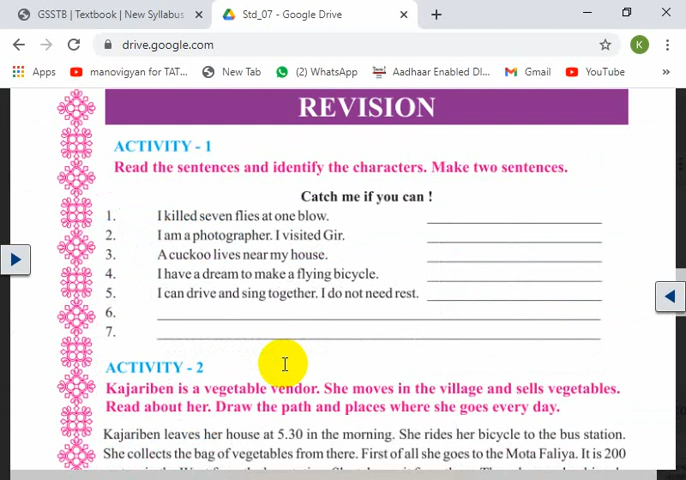 GSSTB | Textbook | New Syllabus
Std_07 - Google Drive
drive.google.com
K
Apps
manovigyan for TAT...
New Tab
(2) WhatsApp
Aadhaar Enabled DI...
Gmail
YouTube
REVISION
ACTIVITY - 1
Read the sentences and identify the characters. Make two sentences.
Catch me if you can !
1. I killed seven flies at one blow.
2. I am a photographer. I visited Gir.
3. A cuckoo lives near my house.
4. I have a dream to make a flying bicycle.
5. I can drive and sing together. I do not need rest.
6.
7.
ACTIVITY - 2
Kajariben is a vegetable vendor. She moves in the village and sells vegetables.
Read about her. Draw the path and places where she goes every day.
Kajariben leaves her house at 5.30 in the morning. She rides her bicycle to the bus station.
She collects the bag of vegetables from there. First of all she goes to the Mota Faliya. It is 200